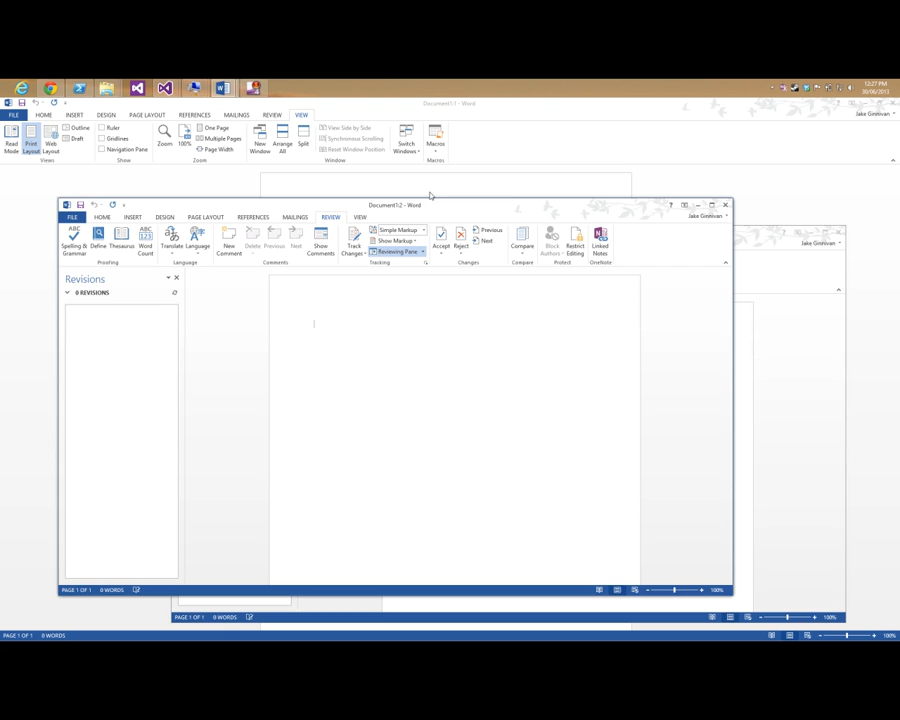 12:27 PM
30/06/2013
Document1:1 - Word
FILE HOME INSERT DESIGN PAGE LAYOUT REFERENCES MAILINGS REVIEW VIEW
Jake Ginnivan
Read Mode
Print Layout
Web Layout
Outline
Draft
Views
Ruler
Gridlines
Navigation Pane
Show
Zoom
100%
One Page
Multiple Pages
Page Width
Zoom
New Window
Arrange All
Split
View Side by Side
Synchronous Scrolling
Reset Window Position
Window
Switch Windows
Macros
Macros
Document1:2 - Word
FILE HOME INSERT DESIGN PAGE LAYOUT REFERENCES MAILINGS REVIEW VIEW
Jake Ginnivan
Spelling & Grammar
Define
Thesaurus
Word Count
Proofing
Translate
Language
Language
New Comment
Delete
Previous
Next
Show Comments
Comments
Track Changes
Simple Markup
Show Markup
Reviewing Pane
Tracking
Accept
Reject
Previous
Next
Changes
Compare
Compare
Block Authors
Restrict Editing
Protect
Linked Notes
OneNote
Jake Ginnivan
Revisions
0 REVISIONS
PAGE 1 OF 1 0 WORDS
100%
PAGE 1 OF 1 0 WORDS
100%
PAGE 1 OF 1 0 WORDS
100%